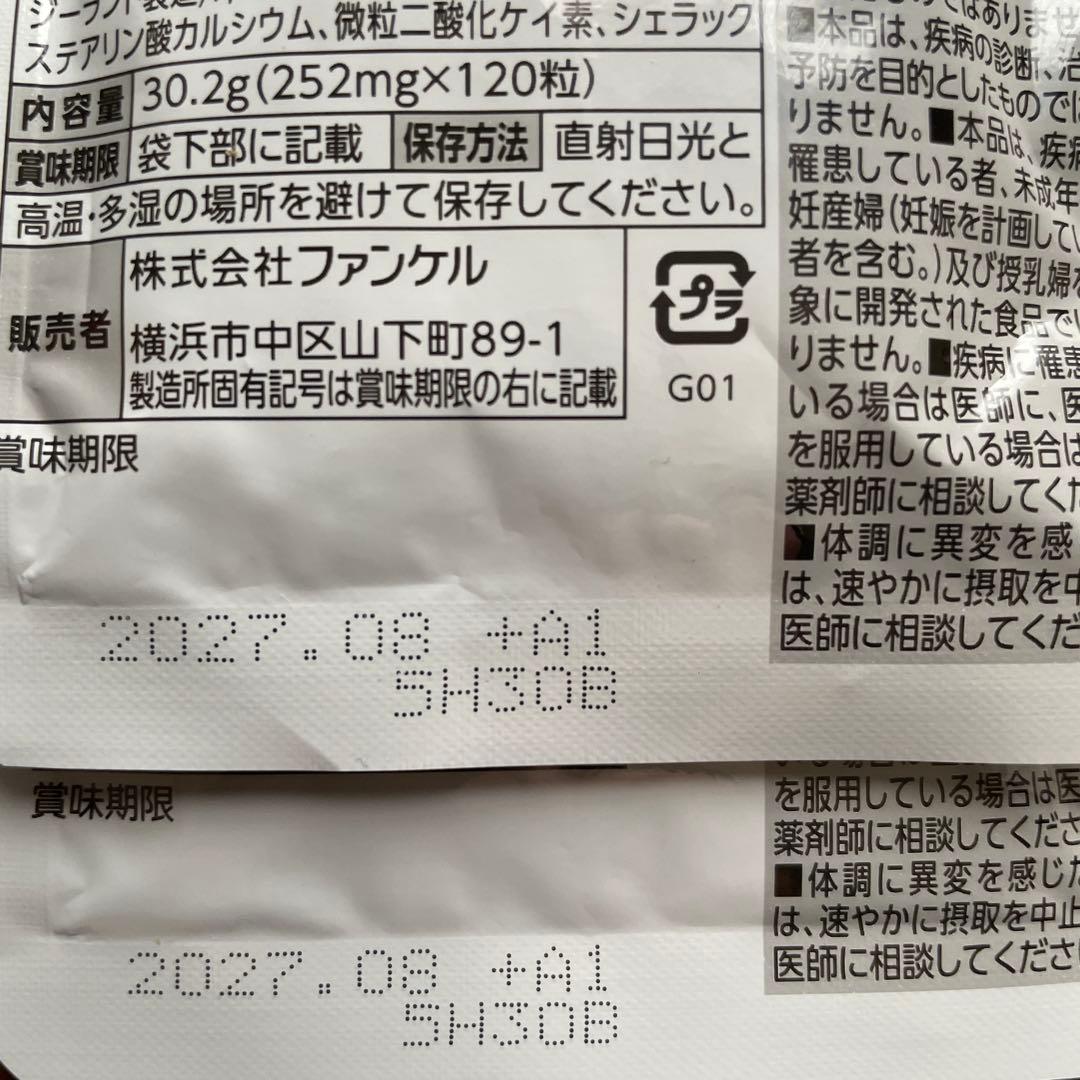 ステアリン酸カルシウム、微粒二酸化ケイ素、シェラック
内容量 30.2g(252mg×120粒)
賞味期限 袋下部に記載 保存方法 直射日光と
高温・多湿の場所を避けて保存してください。
販売者
株式会社ファンケル
横浜市中区山下町89-1
製造所固有記号は賞味期限の右に記載
プラ
G01
賞味期限
2027.08 +A1
5H30B
■本品は、疾病の診断、治
予防を目的としたものでは
りません。■本品は、疾病
罹患している者、未成年
妊産婦(妊娠を計画してい
者を含む。)及び授乳婦を
象に開発された食品で
りません。■疾病に罹患
いる場合は医師に、医
を服用している場合は
薬剤師に相談してくだ
■体調に異変を感
は、速やかに摂取を中
医師に相談してくだ
賞味期限
2027.08 +A1
5H30B
を服用している場合は医
薬剤師に相談してくださ
■体調に異変を感じた
は、速やかに摂取を中止
医師に相談してくださ